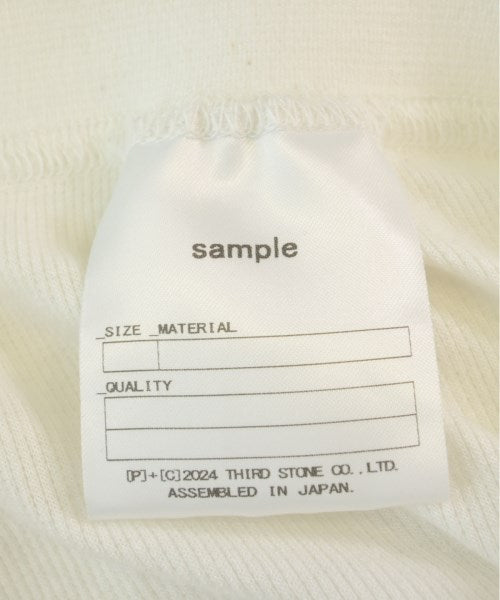 sample
_SIZE _MATERIAL
_QUALITY
[P]+[C]2024 THIRD STONE CO.,LTD.
ASSEMBLED IN JAPAN.